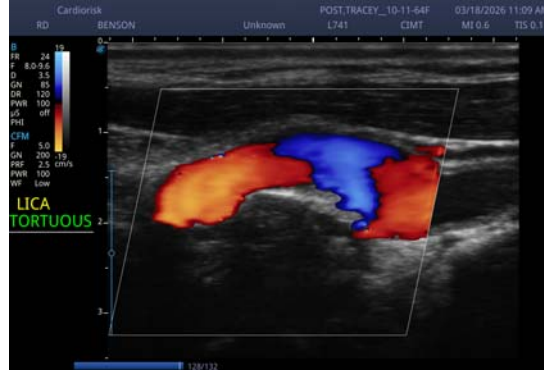 Cardiorisk POST,TRACEY__10-11-64F 03/18/2026 11:09 AM
RD BENSON Unknown L741 CIMT MI 0.6 TIS 0.1
B 19
FR 24
F 8.0-9.6
D 3.5
GN 85
DR 120
PWR 100
µS off
PHI
CFM
F 5.0
GN 200 -19
PRF 2.5 cm/s
PWR 100
WF Low
LICA
TORTUOUS
0
1
2
3
128/132